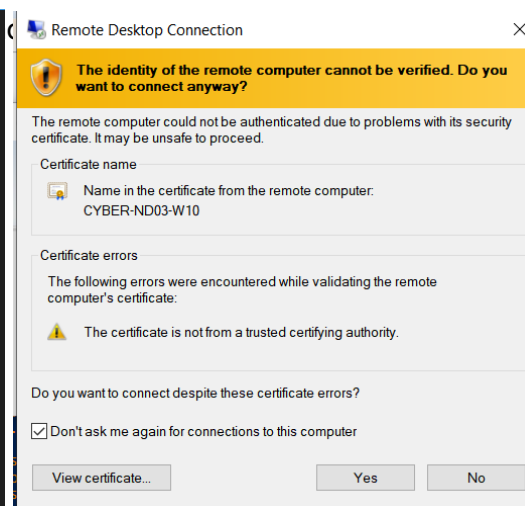 Remote Desktop Connection
The identity of the remote computer cannot be verified. Do you
want to connect anyway?
The remote computer could not be authenticated due to problems with its security
certificate. It may be unsafe to proceed.
Certificate name
Name in the certificate from the remote computer:
CYBER-ND03-W10
Certificate errors
The following errors were encountered while validating the remote
computer's certificate:
The certificate is not from a trusted certifying authority.
Do you want to connect despite these certificate errors?
Don't ask me again for connections to this computer
View certificate... Yes No